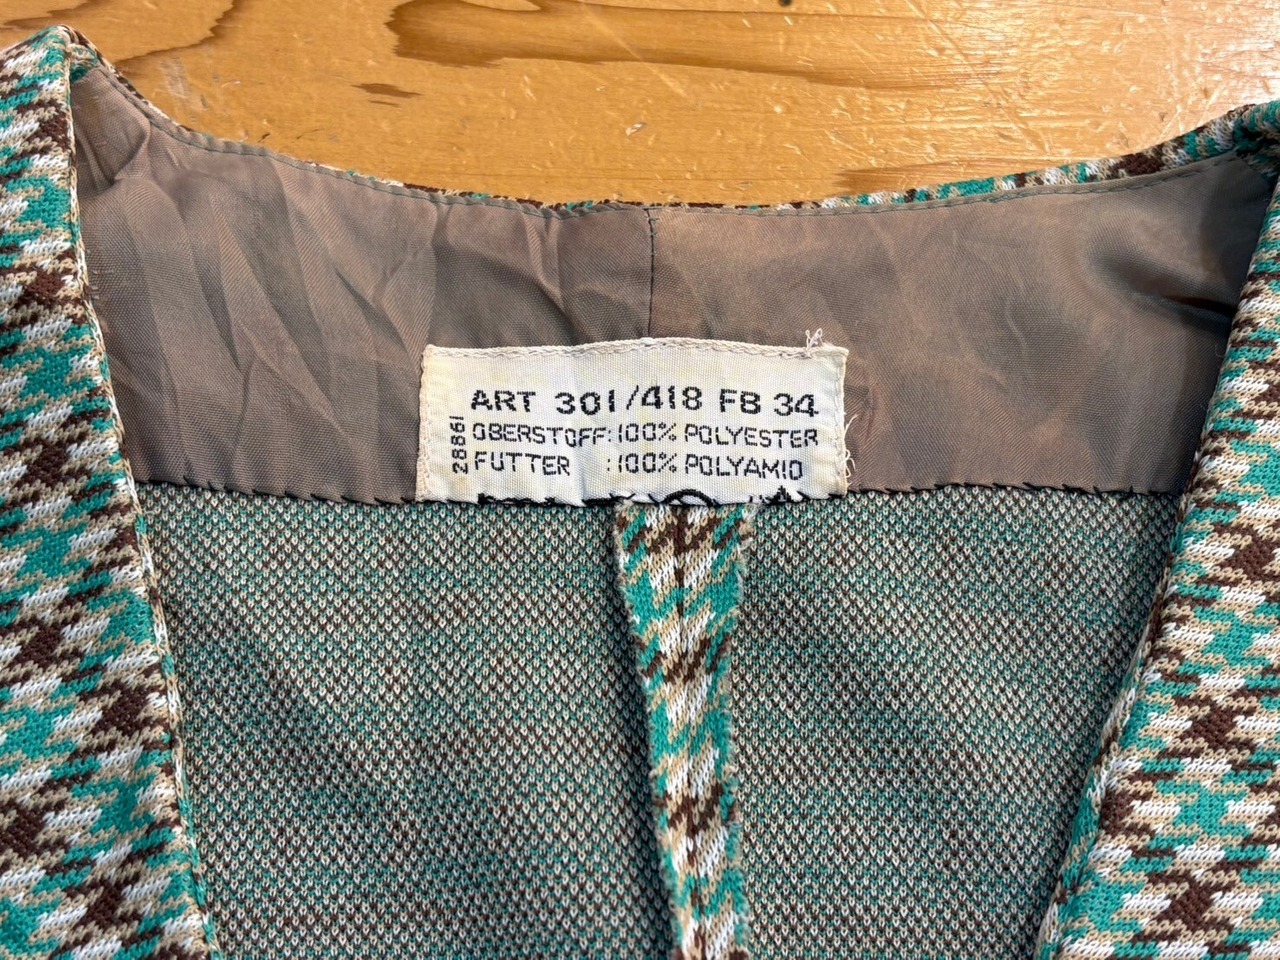 ART 301/418 FB 34
OBERSTOFF:100% POLYESTER
FUTTER :100% POLYAMID
28861